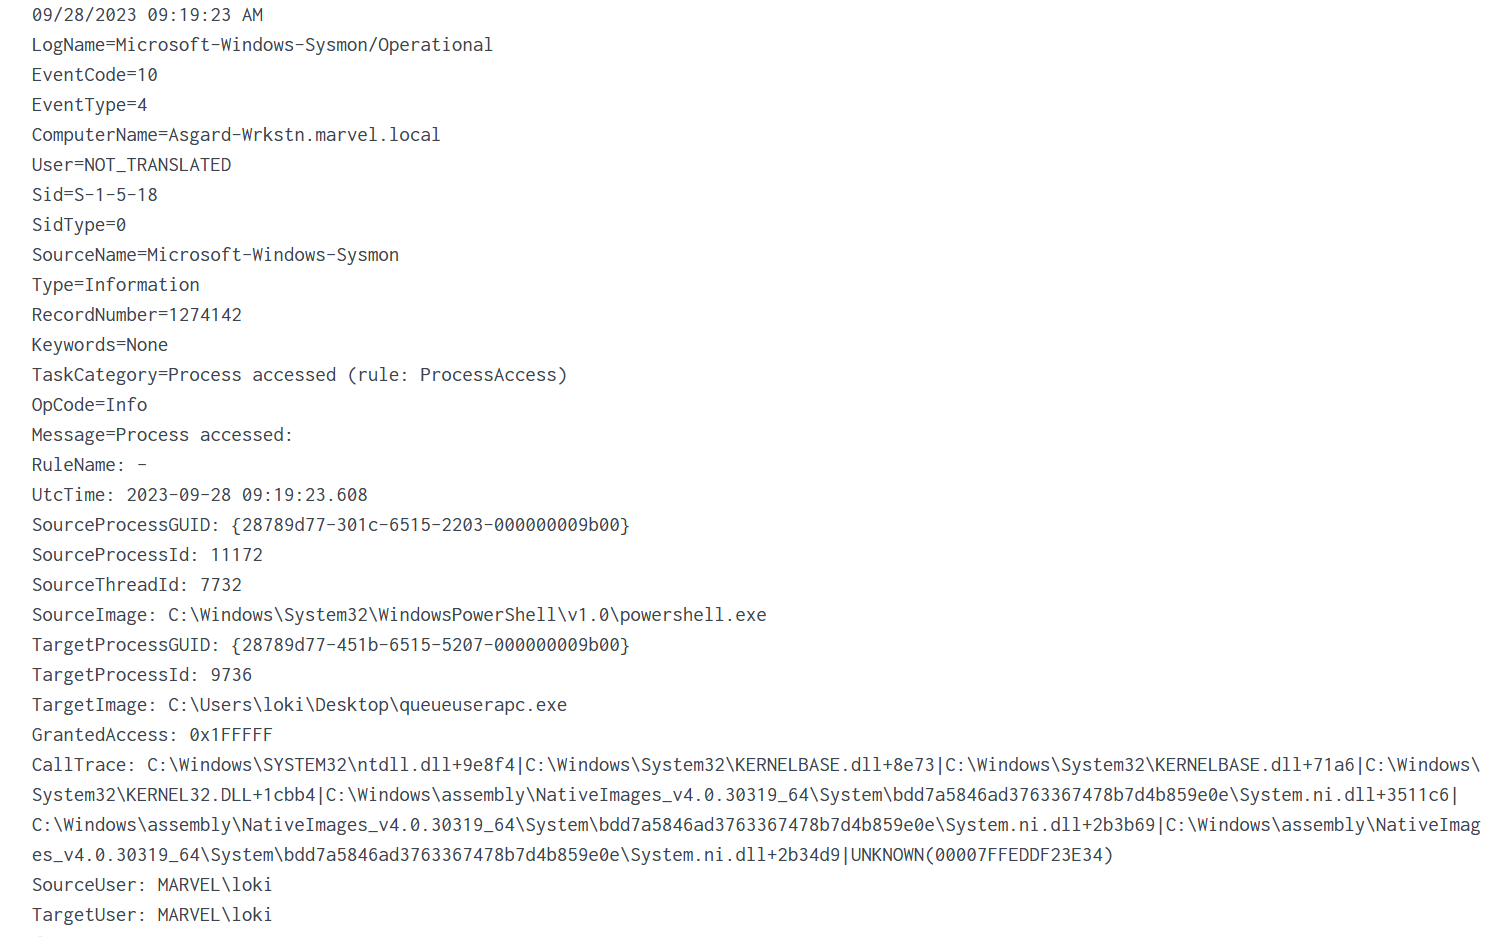 09/28/2023 09:19:23 AM
LogName=Microsoft-Windows-Sysmon/Operational
EventCode=10
EventType=4
ComputerName=Asgard-Wrkstn.marvel.local
User=NOT_TRANSLATED
Sid=S-1-5-18
SidType=0
SourceName=Microsoft-Windows-Sysmon
Type=Information
RecordNumber=1274142
Keywords=None
TaskCategory=Process accessed (rule: ProcessAccess)
OpCode=Info
Message=Process accessed:
RuleName: -
UtcTime: 2023-09-28 09:19:23.608
SourceProcessGUID: {28789d77-301c-6515-2203-000000009b00}
SourceProcessId: 11172
SourceThreadId: 7732
SourceImage: C:\Windows\System32\WindowsPowerShell\v1.0\powershell.exe
TargetProcessGUID: {28789d77-451b-6515-5207-000000009b00}
TargetProcessId: 9736
TargetImage: C:\Users\loki\Desktop\queueuserapc.exe
GrantedAccess: 0x1FFFFF
CallTrace: C:\Windows\SYSTEM32\ntdll.dll+9e8f4|C:\Windows\System32\KERNELBASE.dll+8e73|C:\Windows\System32\KERNELBASE.dll+71a6|C:\Windows\
System32\KERNEL32.DLL+1cbb4|C:\Windows\assembly\NativeImages_v4.0.30319_64\System\bdd7a5846ad3763367478b7d4b859e0e\System.ni.dll+3511c6|
C:\Windows\assembly\NativeImages_v4.0.30319_64\System\bdd7a5846ad3763367478b7d4b859e0e\System.ni.dll+2b3b69|C:\Windows\assembly\NativeImag
es_v4.0.30319_64\System\bdd7a5846ad3763367478b7d4b859e0e\System.ni.dll+2b34d9|UNKNOWN(00007FFEDDF23E34)
SourceUser: MARVEL\loki
TargetUser: MARVEL\loki